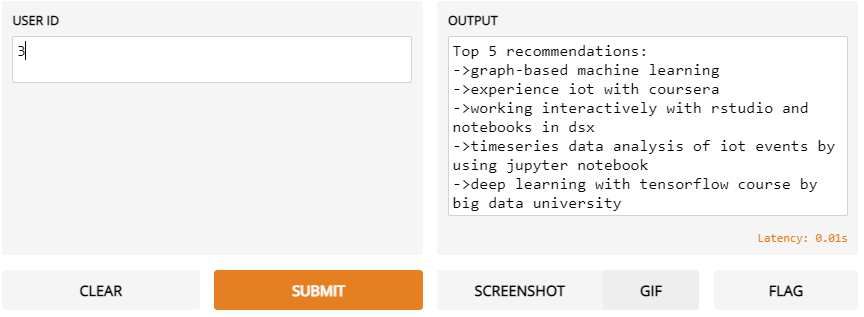 USER ID
3
OUTPUT
Top 5 recommendations:
->graph-based machine learning
->experience iot with coursera
->working interactively with rstudio and
notebooks in dsx
->timeseries data analysis of iot events by
using jupyter notebook
->deep learning with tensorflow course by
big data university
Latency: 0.01s
CLEAR
SUBMIT
SCREENSHOT
GIF
FLAG